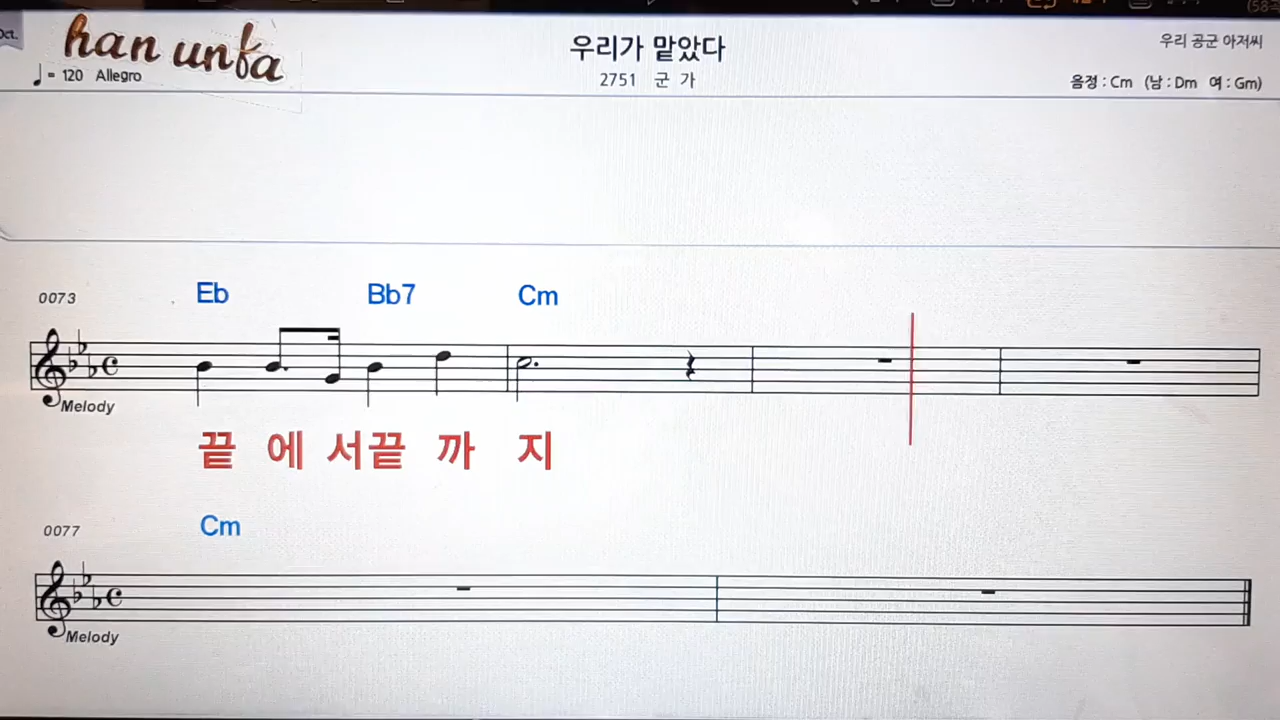 Oct.
han unfa
= 120 Allegro
우리가 맡았다
2751 군 가
우리 공군 아저씨
음정 : Cm (남 : Dm 여 : Gm)
0073 Eb Bb7 Cm
Melody
끝 에 서 끝 까 지
0077 Cm
Melody